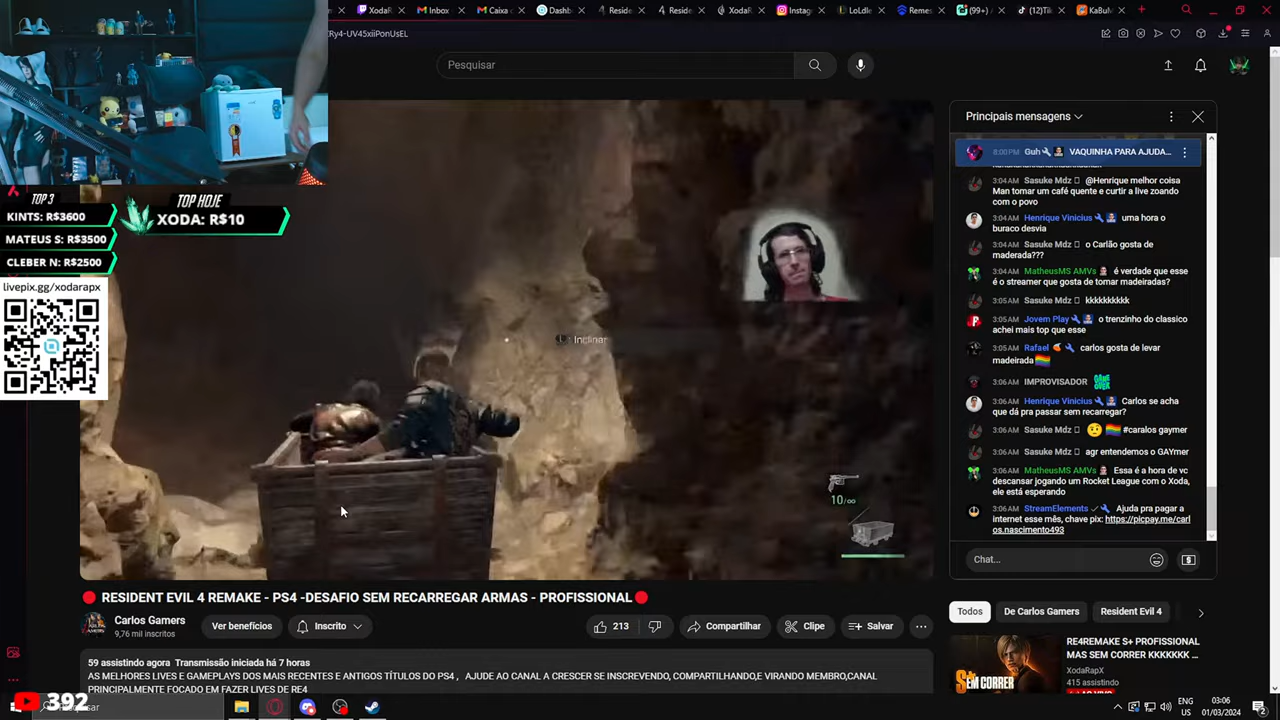 XodaR
Inbox
Caixa
Dashb
Reside
4 Reside
XodaR
Instag
LoLdle
Remes
(99+)
(12)Tik
KaBuM
Ry4-UV45xiiPonUsEL
Pesquisar
TOP 3
KINTS: R$3600
MATEUS S: R$3500
CLEBER N: R$2500
TOP HOJE
XODA: R$10
livepix.gg/xodarapx
L : Inclinar
10/∞
Principais mensagens
8:00PM Guh VAQUINHA PARA AJUDA...
3:04AM Sasuke Mdz @Henrique melhor coisa
Man tomar um café quente e curtir a live zoando
com o povo
3:04AM Henrique Vinicius uma hora o
buraco desvia
3:04AM Sasuke Mdz o Carlão gosta de
maderada???
3:04AM MatheusMS AMVs é verdade que esse
é o streamer que gosta de tomar madeiradas?
3:05AM Sasuke Mdz kkkkkkkkkk
3:05AM Jovem Play o trenzinho do classico
achei mais top que esse
3:05AM Rafael carlos gosta de levar
madeirada
3:06AM IMPROVISADOR GAME OVER
3:06AM Henrique Vinicius Carlos se acha
que dá pra passar sem recarregar?
3:06AM Sasuke Mdz #caralos gaymer
3:06AM Sasuke Mdz agr entendemos o GAYmer
3:06AM MatheusMS AMVs Essa é a hora de vc
descansar jogando um Rocket League com o Xoda,
ele está esperando
3:06AM StreamElements Ajuda pra pagar a
internet esse mês, chave pix: https://picpay.me/carl
os.nascimento493
Chat...
RESIDENT EVIL 4 REMAKE - PS4 -DESAFIO SEM RECARREGAR ARMAS - PROFISSIONAL
Carlos Gamers
9,76 mil inscritos
Ver benefícios
Inscrito
213
Compartilhar
Clipe
Salvar
59 assistindo agora Transmissão iniciada há 7 horas
AS MELHORES LIVES E GAMEPLAYS DOS MAIS RECENTES E ANTIGOS TÍTULOS DO PS4 , AJUDE AO CANAL A CRESCER SE INSCREVENDO, COMPARTILHANDO,E VIRANDO MEMBRO,CANAL
PRINCIPALMENTE FOCADO EM FAZER LIVES DE RE4
Todos
De Carlos Gamers
Resident Evil 4
SEM CORRER
RE4REMAKE S+ PROFISSIONAL
MAS SEM CORRER KKKKKKK ...
XodaRapX
415 assistindo
392
ENG
US
03:06
01/03/2024
2